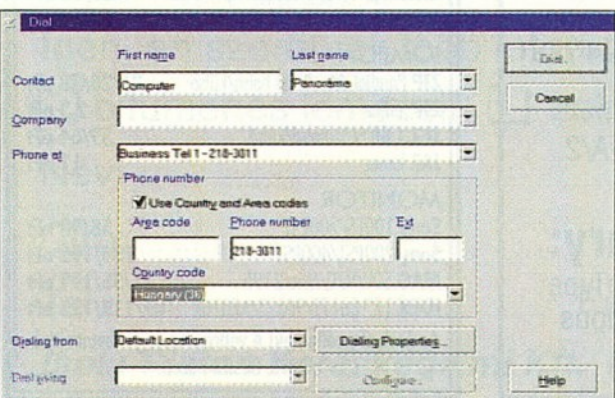 Dial
First name Last name
Contact Computer Panoráma
Dial...
Cancel
Company
Phone at Business Tel 1 - 218-3011
Phone number
Use Country and Area codes
Area code Phone number Ext
218-3011
Country code
Hungary (36)
Dialing from Default Location Dialing Properties...
Dial using Configure... Help
A/2